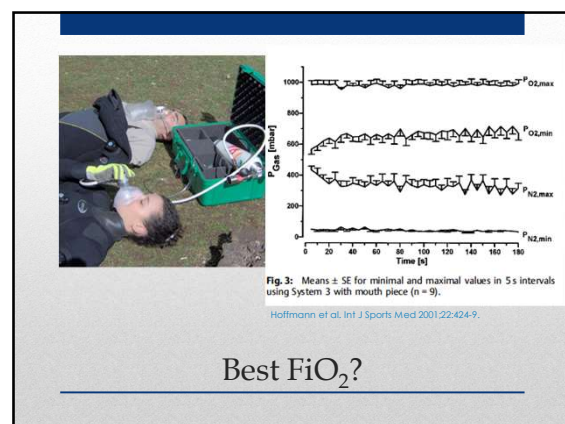 P_O2,max
P_O2,min
P_N2,max
P_N2,min
P_Gas [mbar]
1000
800
600
400
200
0
0 20 40 60 80 100 120 140 160 180
Time [s]
Fig. 3: Means ± SE for minimal and maximal values in 5 s intervals
using System 3 with mouth piece (n = 9).
Hoffmann et al. Int J Sports Med 2001;22:424-9.
Best FiO₂?